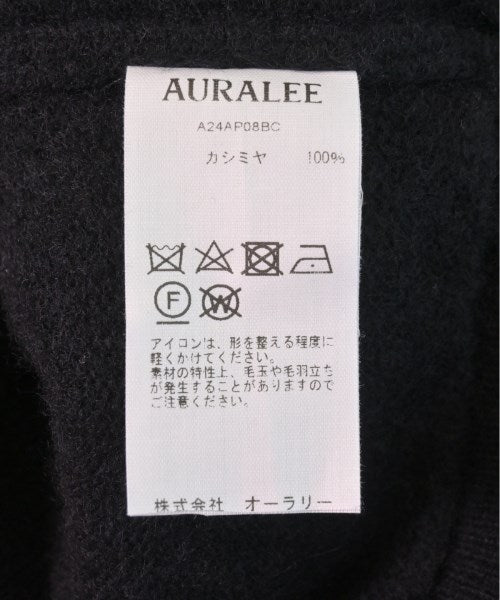 AURALEE
A24AP08BC
カシミヤ 100%
F W
アイコンは、形を整える程度に
軽くかけてください。
素材の特性上、毛玉や毛羽立ち
が発生することがありますので
ご注意ください。
株式会社 オーラリー